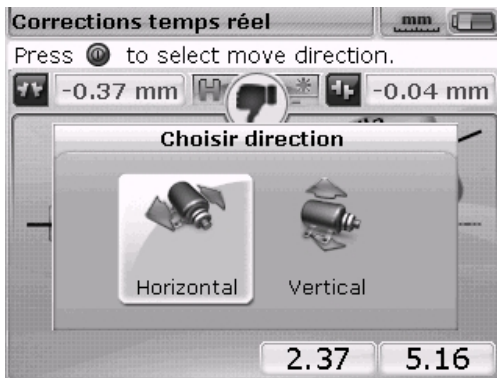 Corrections temps réel mm
Press to select move direction.
-0.37 mm H -0.04 mm
Choisir direction
Horizontal Vertical
2.37 5.16